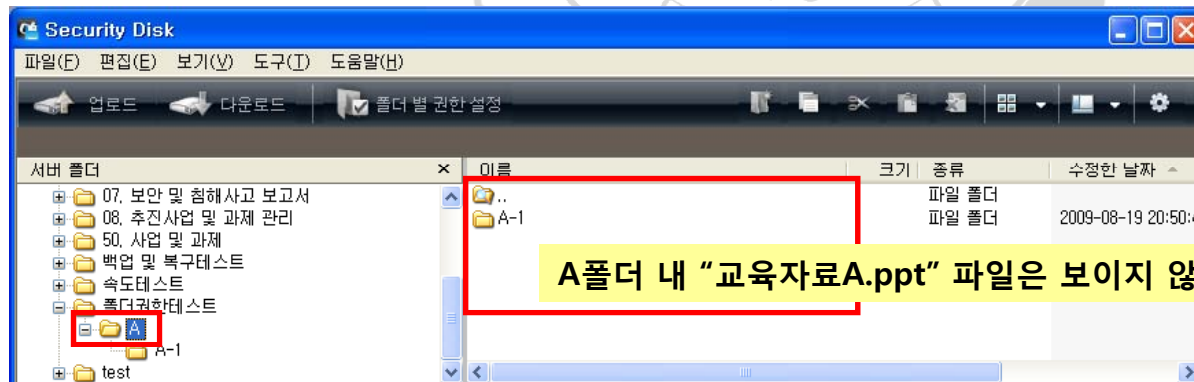 Security Disk
파일(F) 편집(E) 보기(V) 도구(T) 도움말(H)
업로드 다운로드 폴더 별 권한 설정
서버 폴더 × 이름 크기 종류 수정한 날짜
07, 보안 및 침해사고 보고서 .. 파일 폴더
08, 추진사업 및 과제 관리 A-1 파일 폴더 2009-08-19 20:50:
50, 사업 및 과제
백업 및 복구테스트
A폴더 내 “교육자료A.ppt” 파일은 보이지 않
속도테스트
폴더권한테스트
A
A-1
test